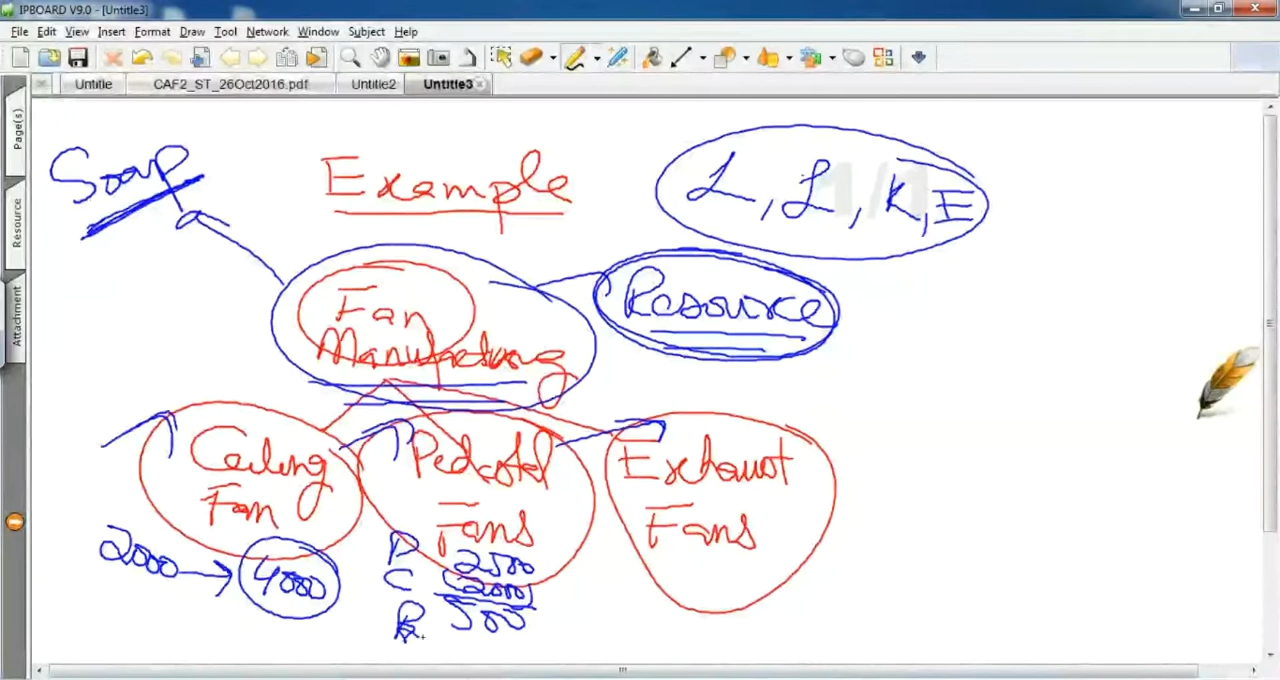 IPBOARD V9.0 - [Untitle3]
File Edit View Insert Format Draw Tool Network Window Subject Help
Untitle CAF2_ST_26Oct2016.pdf Untitle2 Untitle3
Page(s)
Resource
Attachment
Soap
Example
L, L, K, E
1/1
Fan
Manufacturing
Resource
Ceiling
Fan
Pedestal
Fans
Exhaust
Fans
2000 → 4000
P 2500
C (2000)
500